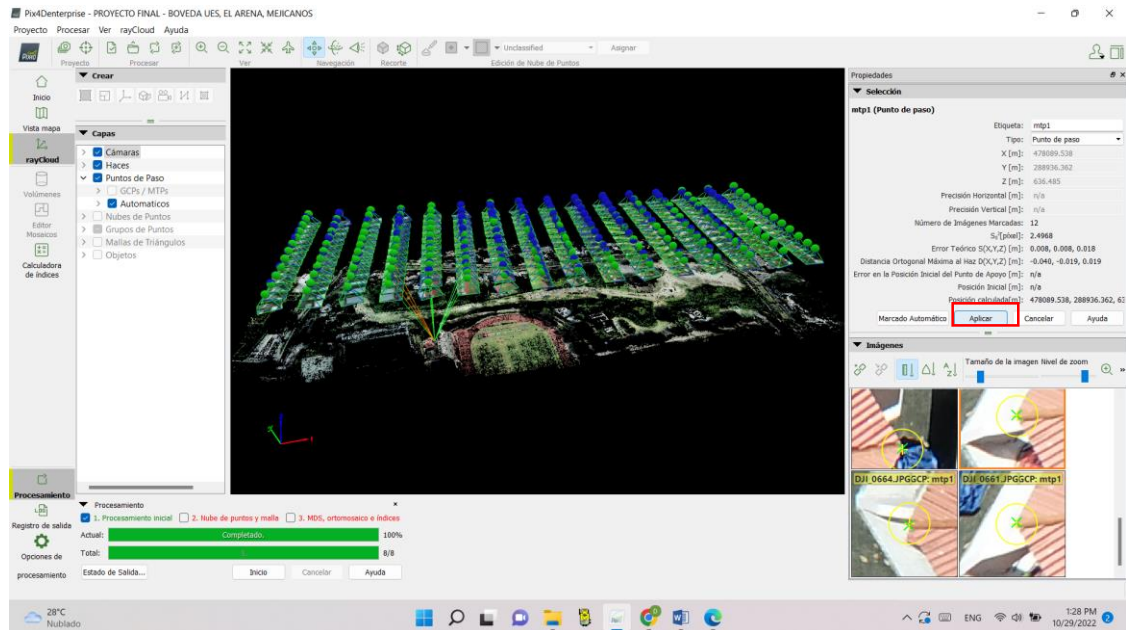 Pix4Denterprise - PROYECTO FINAL - BOVEDA UES, EL ARENA, MEJICANOS
Proyecto Procesar Ver rayCloud Ayuda
Unclassified Asignar
Proyecto Procesar Ver Navegación Recorte Edición de Nube de Puntos
Inicio
Vista mapa
rayCloud
Volúmenes
Editor
Mosaicos
Calculadora
de índices
Procesamiento
Registro de salida
Opciones de
procesamiento
Crear
Capas
Cámaras
Haces
Puntos de Paso
GCPs / MTPs
Automaticos
Nubes de Puntos
Grupos de Puntos
Mallas de Triángulos
Objetos
Procesamiento
1. Procesamiento inicial 2. Nube de puntos y malla 3. MDS, ortomosaico e índices
Actual: Completado. 100%
Total: 8/8
Estado de Salida... Inicio Cancelar Ayuda
Propiedades
Selección
mtp1 (Punto de paso)
Etiqueta: mtp1
Tipo: Punto de paso
X [m]: 478089.538
Y [m]: 288936.362
Z [m]: 636.485
Precisión Horizontal [m]: n/a
Precisión Vertical [m]: n/a
Número de Imágenes Marcadas: 12
S₀²[pixel]: 2.4968
Error Teórico S(X,Y,Z) [m]: 0.008, 0.008, 0.018
Distancia Ortogonal Máxima al Haz D(X,Y,Z) [m]: -0.040, -0.019, 0.019
Error en la Posición Inicial del Punto de Apoyo [m]: n/a
Posición Inicial [m]: n/a
Posición calculada[m]: 478089.538, 288936.362, 63
Marcado Automático Aplicar Cancelar Ayuda
Imágenes
Tamaño de la imagen Nivel de zoom
DJI_0664.JPG GCP: mtp1 DJI_0661.JPG GCP: mtp1
28°C
Nublado
ENG
1:28 PM
10/29/2022
2